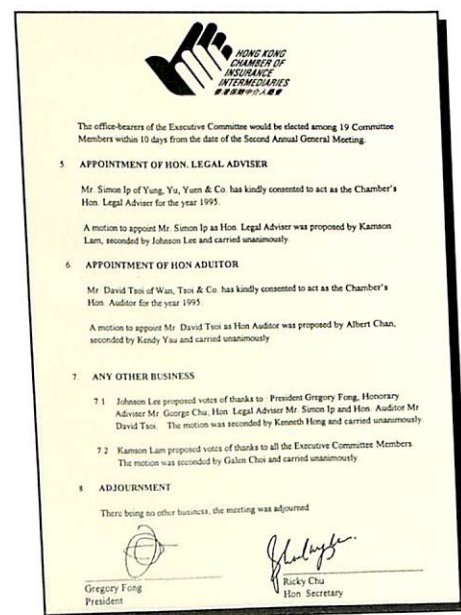 HONG KONG
CHAMBER OF
INSURANCE
INTERMEDIARIES
香港保險中介人總會
The office-bearers of the Executive Committee would be elected among 19 Committee
Members within 10 days from the date of the Second Annual General Meeting.
5. APPOINTMENT OF HON. LEGAL ADVISER
Mr. Simon Ip of Yung, Yu, Yuen & Co. has kindly consented to act as the Chamber's
Hon. Legal Adviser for the year 1995.
A motion to appoint Mr. Simon Ip as Hon. Legal Adviser was proposed by Kamson
Lam, seconded by Johnson Lee and carried unanimously.
6. APPOINTMENT OF HON ADUITOR
Mr. David Tsoi of Wan, Tsoi & Co. has kindly consented to act as the Chamber's
Hon. Auditor for the year 1995.
A motion to appoint Mr. David Tsoi as Hon Auditor was proposed by Albert Chan,
seconded by Kendy Yau and carried unanimously.
7. ANY OTHER BUSINESS
7.1 Johnson Lee proposed votes of thanks to President Gregory Fong, Honorary
Adviser Mr. George Chu, Hon. Legal Adviser Mr. Simon Ip and Hon. Auditor Mr.
David Tsoi. The motion was seconded by Kenneth Hong and carried unanimously.
7.2 Kamson Lam proposed votes of thanks to all the Executive Committee Members.
The motion was seconded by Galen Choi and carried unanimously.
8. ADJOURNMENT
There being no other business, the meeting was adjourned.
Gregory Fong
President
Ricky Chu
Hon. Secretary